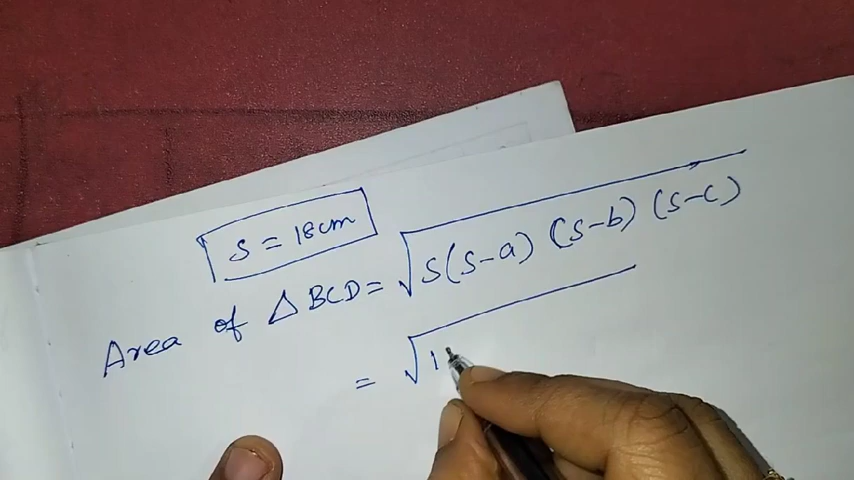 S = 18cm
Area of △ BCD = √S(S-a) (S-b) (S-c)
= √1